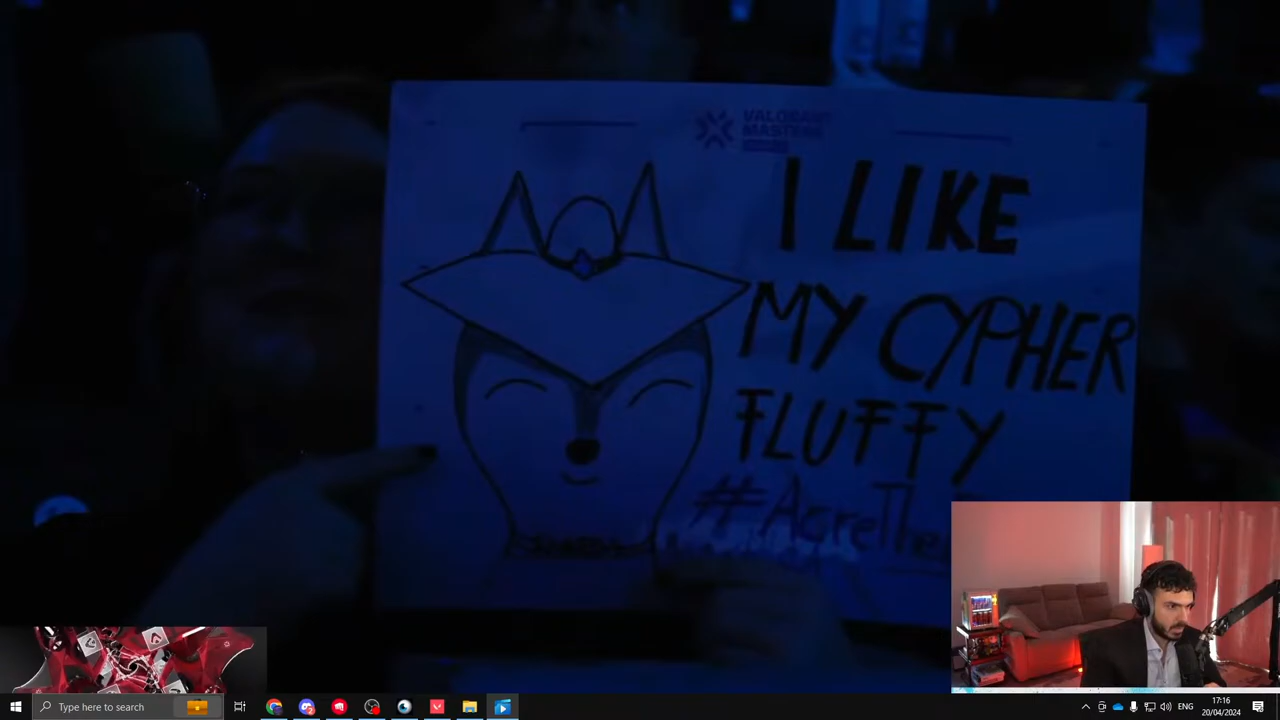 VALORANT
MASTERS
I LIKE
MY CYPHER
FLUFFY
Type here to search
ENG
17:16
20/04/2024